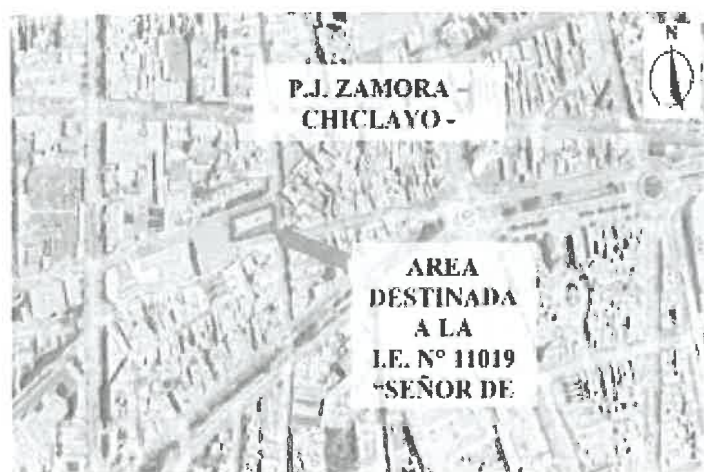 N
P.J. ZAMORA -
CHICLAYO -
AREA
DESTINADA
A LA
I.E. N° 11019
"SEÑOR DE